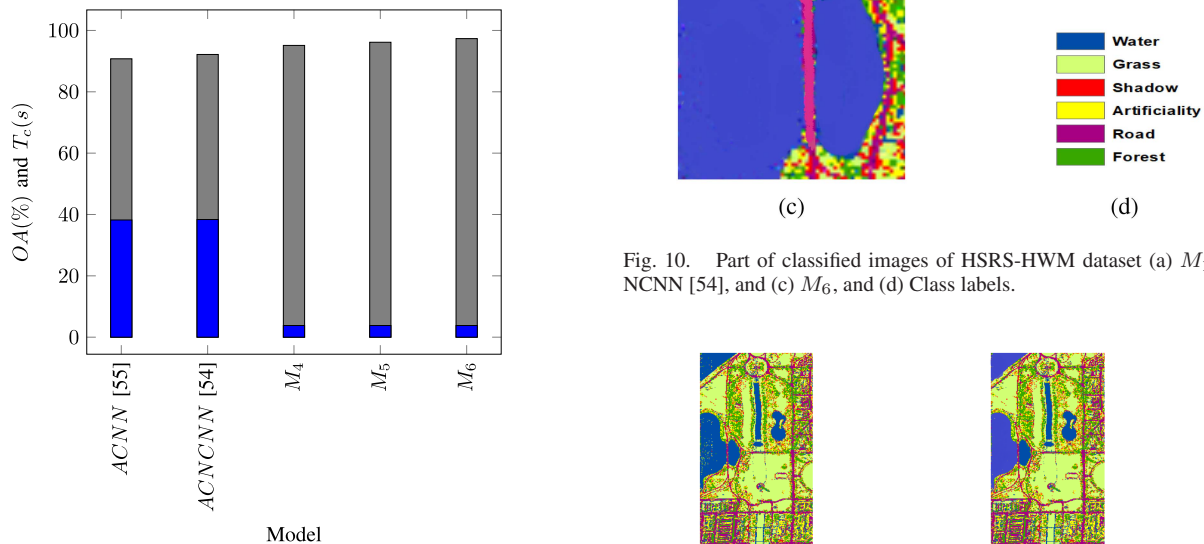 100
80
60
40
20
0
OA(%) and T_c(s)
ACNN [55]
ACNCNN [54]
M_4
M_5
M_6
Model
Water
Grass
Shadow
Artificiality
Road
Forest
(c)
(d)
Fig. 10. Part of classified images of HSRS-HWM dataset (a) M
NCNN [54], and (c) M_6, and (d) Class labels.